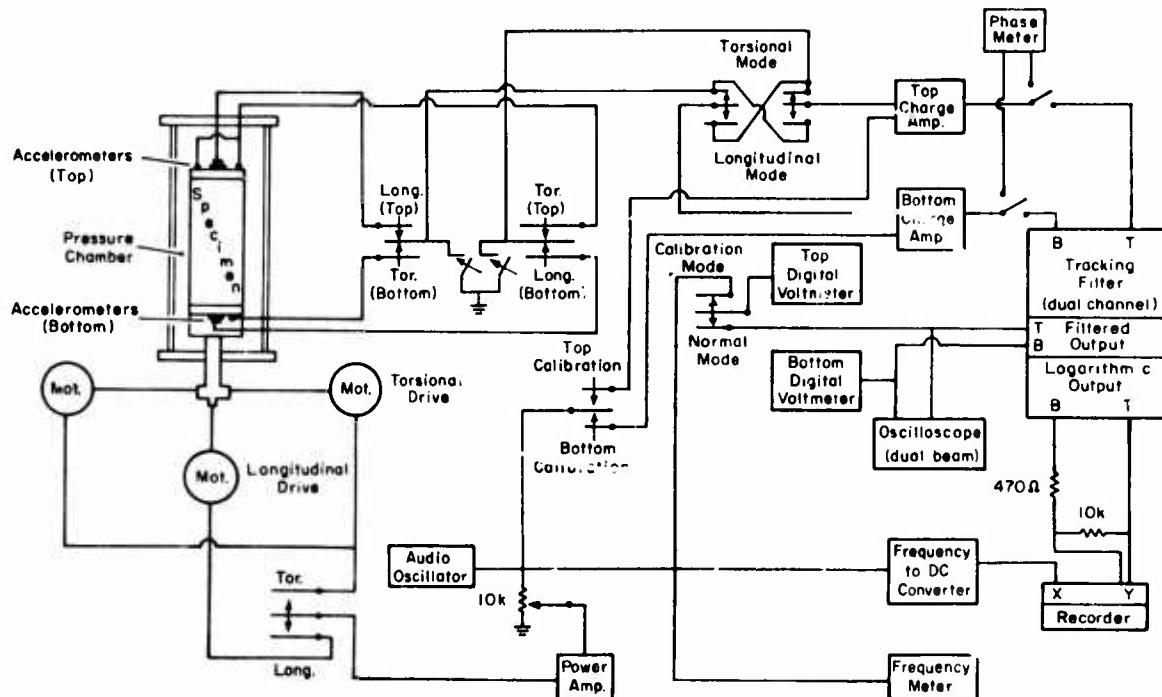 Torsional
Mode
Longitudinal
Mode
Phase
Meter
Top
Charge
Amp.
Accelerometers
(Top)
Specimen
Pressure
Chamber
Accelerometers
(Bottom)
Long.
(Top)
Tor.
(Bottom)
Tor.
(Top)
Long.
(Bottom)
Bottom
Amp
Calibration
Mode
Top
Digital
Voltmeter
Normal
Mode
B T
Tracking
Filter
(dual channel)
T Filtered
B Output
Output
B T
Top
Calibration
Bottom
Bottom
Digital
Voltmeter
Oscilloscope
(dual beam)
Mot.
Mot.
Torsional
Drive
Mot.
Longitudinal
Drive
470Ω
10k
Audio
Oscillator
10k
Frequency
to DC
Converter
X Y
Recorder
Tor.
Long.
Power
Amp.
Frequency
Meter